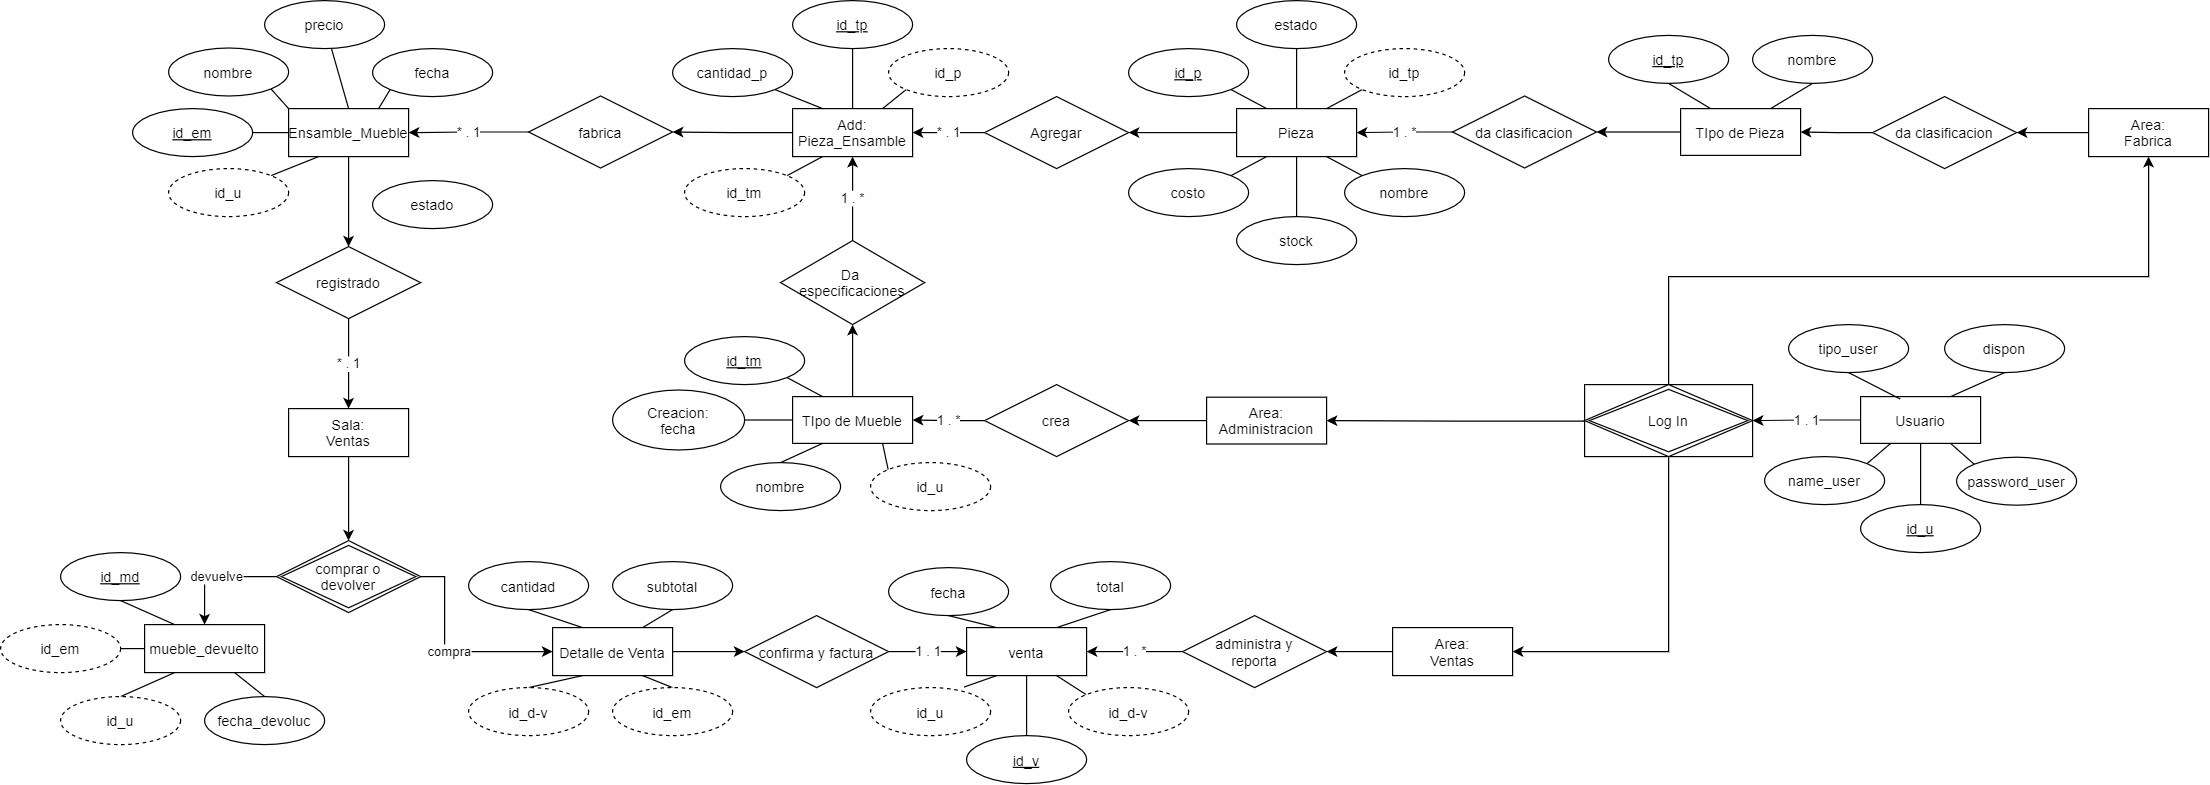 precio
id_tp
estado
nombre
fecha
cantidad_p
id_p
id_p
id_tp
id_tp
nombre
id_em
Ensamble_Mueble
* . 1
fabrica
Add:
Pieza_Ensamble
* . 1
Agregar
Pieza
1 . *
da clasificacion
TIpo de Pieza
da clasificacion
Area:
Fabrica
id_u
estado
id_tm
1 . *
costo
nombre
stock
registrado
Da
especificaciones
* . 1
id_tm
tipo_user
dispon
Sala:
Ventas
Creacion:
fecha
TIpo de Mueble
1 . *
crea
Area:
Administracion
Log In
1 . 1
Usuario
nombre
id_u
name_user
password_user
id_u
id_md
devuelve
comprar o
devolver
cantidad
subtotal
fecha
total
id_em
mueble_devuelto
compra
Detalle de Venta
confirma y factura
1 . 1
venta
1 . *
administra y
reporta
Area:
Ventas
id_u
fecha_devoluc
id_d-v
id_em
id_u
id_d-v
id_v